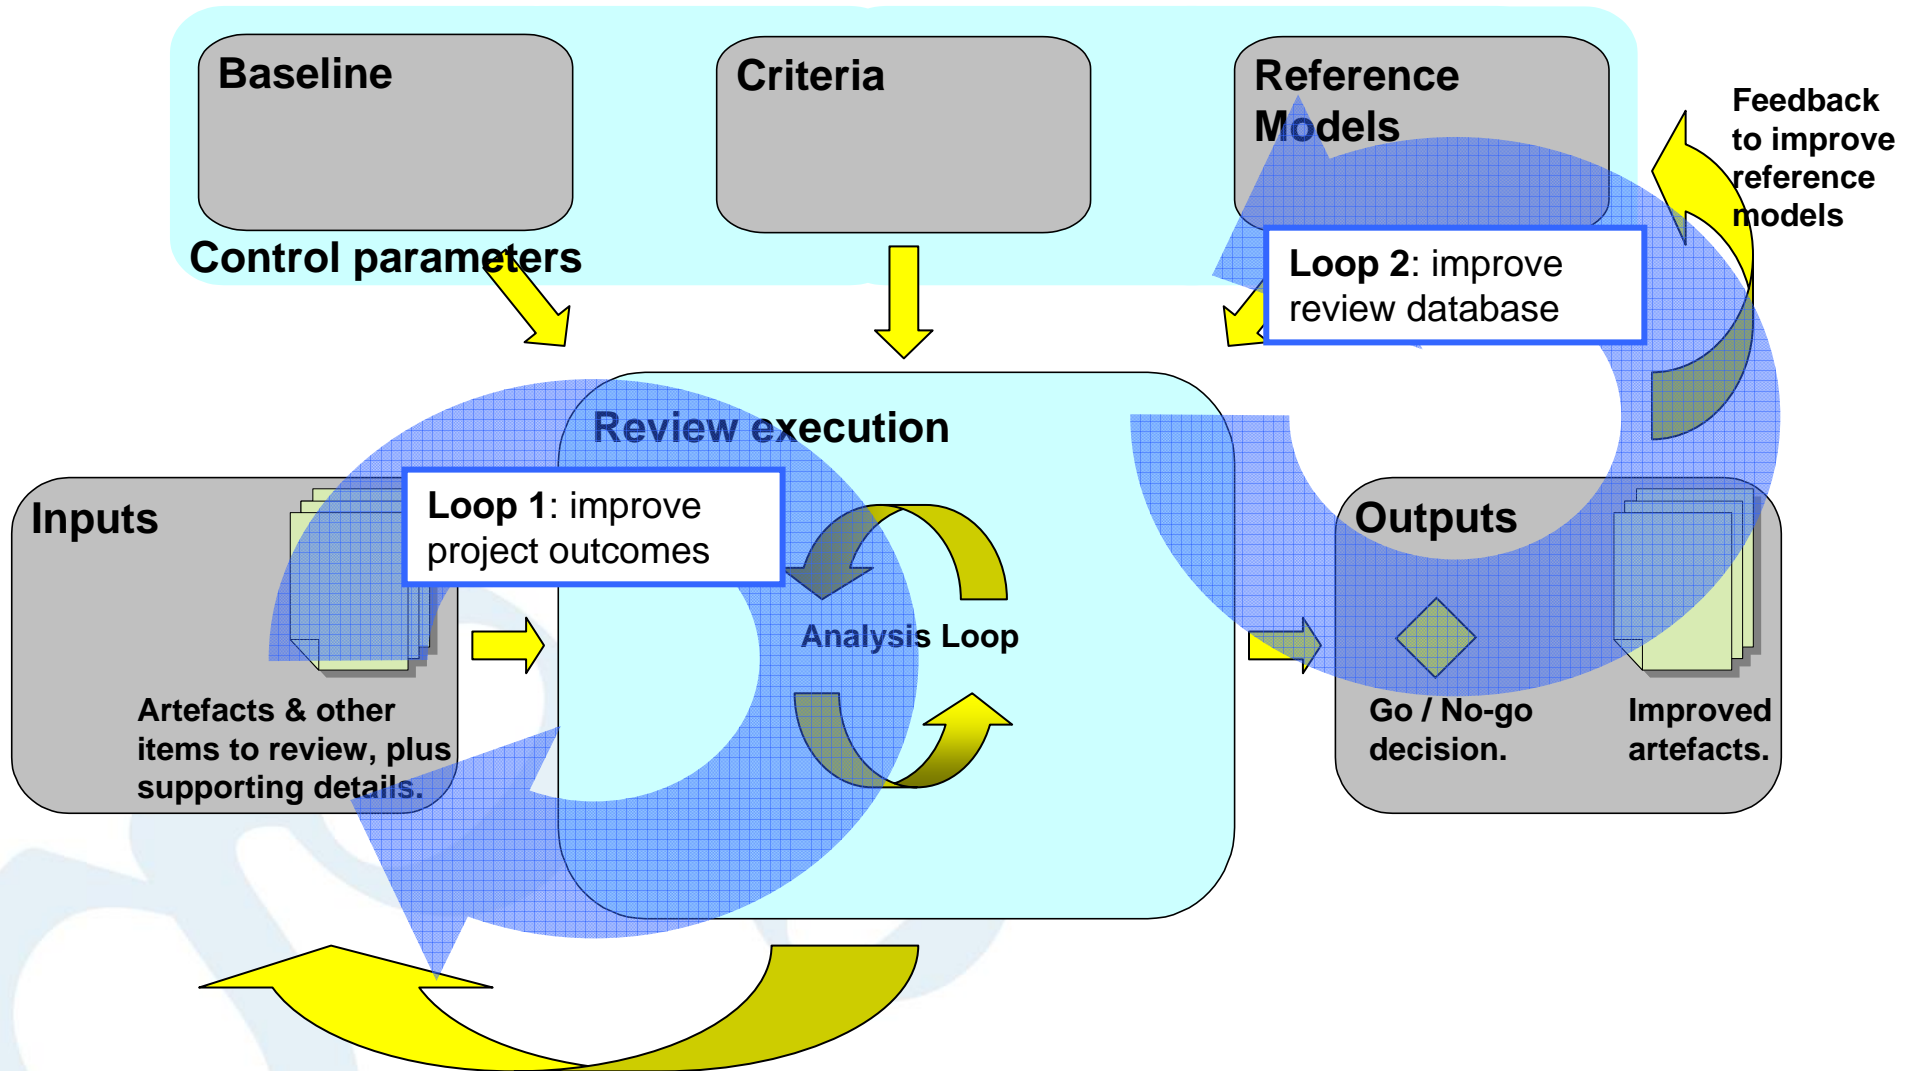 Baseline
Criteria
Reference
Models
Feedback
to improve
reference
models
Control parameters
Loop 2: improve
review database
Review execution
Inputs
Loop 1: improve
project outcomes
Outputs
Analysis Loop
Artefacts & other
items to review, plus
supporting details.
Go / No-go
decision.
Improved
artefacts.